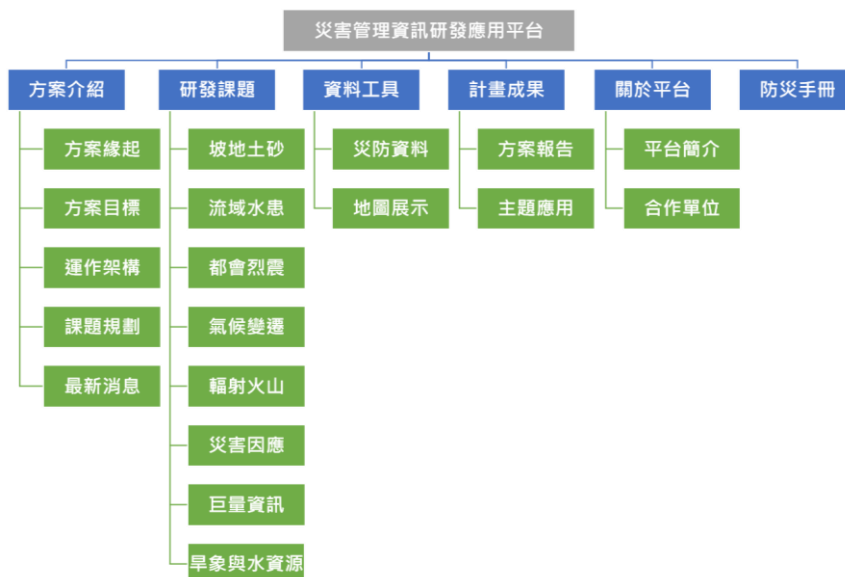 災害管理資訊研發應用平台
方案介紹
研發課題
資料工具
計畫成果
關於平台
防災手冊
方案緣起
方案目標
運作架構
課題規劃
最新消息
坡地土砂
流域水患
都會烈震
氣候變遷
輻射火山
災害因應
巨量資訊
旱象與水資源
災防資料
地圖展示
方案報告
主題應用
平台簡介
合作單位